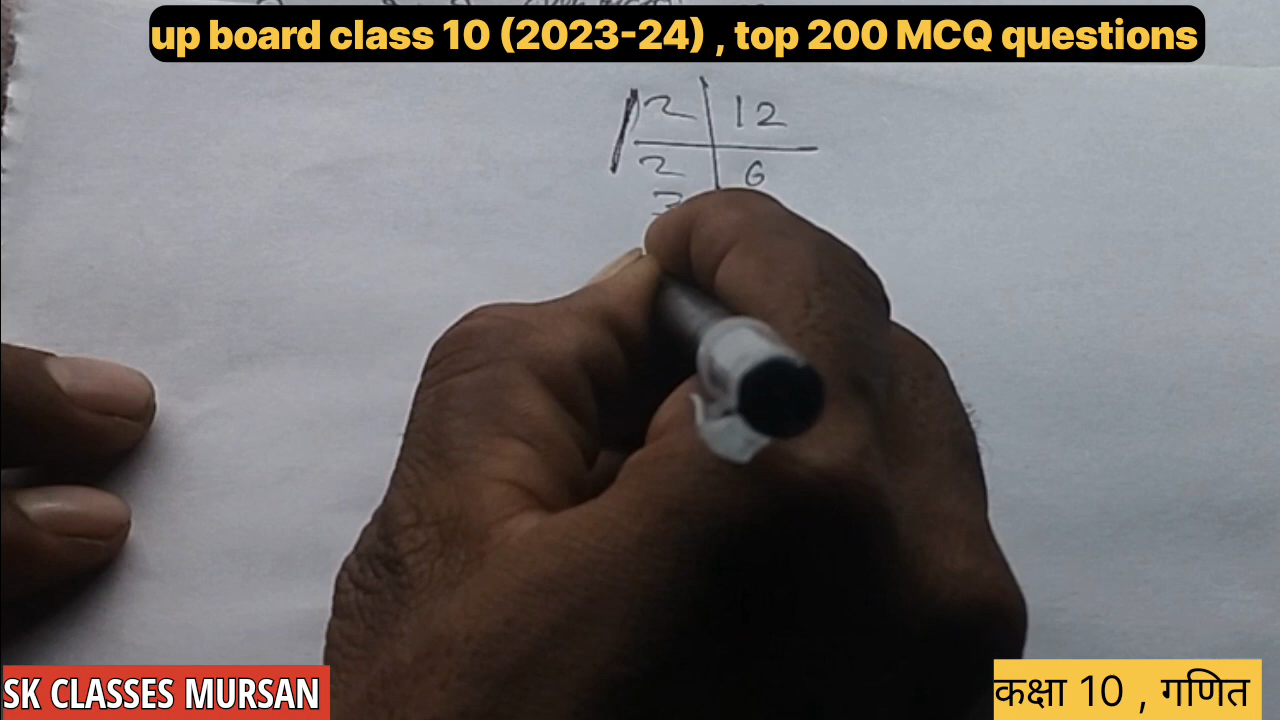 up board class 10 (2023-24) , top 200 MCQ questions
2 12
2 6
3
SK CLASSES MURSAN
कक्षा 10 , गणित